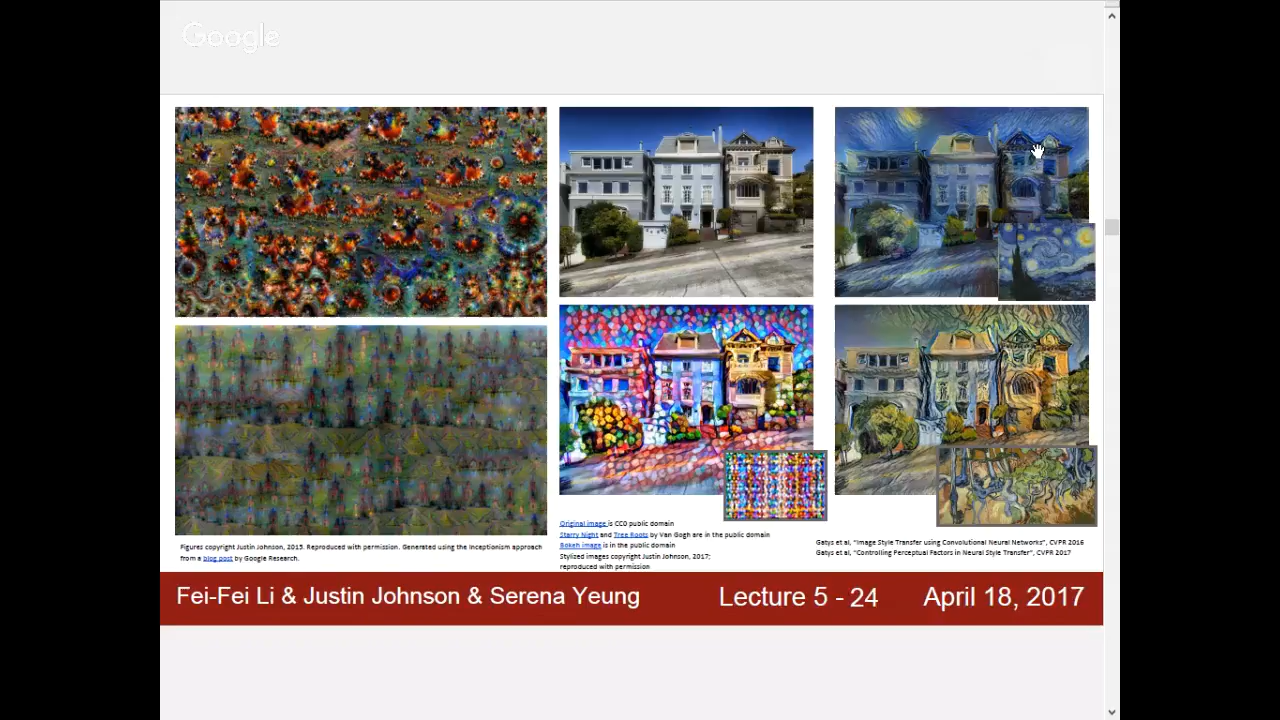 Google
Figures copyright Justin Johnson, 2015. Reproduced with permission. Generated using the Inceptionism approach
from a blog post by Google Research.
Original image is CC0 public domain
Starry Night and Tree Roots by Van Gogh are in the public domain
Bokeh image is in the public domain
Stylized images copyright Justin Johnson, 2017;
reproduced with permission
Gatys et al, "Image Style Transfer using Convolutional Neural Networks", CVPR 2016
Gatys et al, "Controlling Perceptual Factors in Neural Style Transfer", CVPR 2017
Fei-Fei Li & Justin Johnson & Serena Yeung
Lecture 5 - 24
April 18, 2017